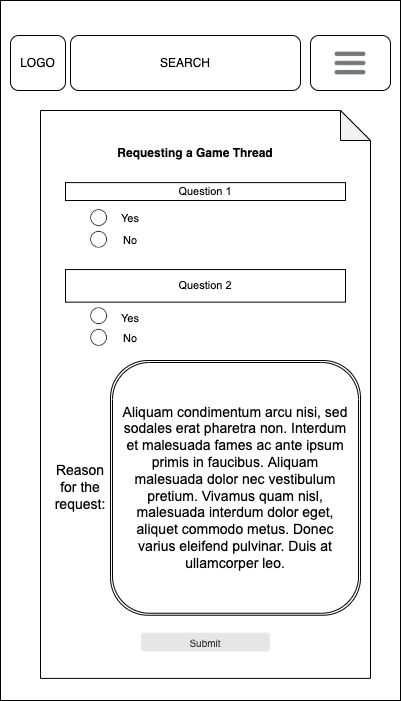 LOGO
SEARCH
Requesting a Game Thread
Question 1
Yes
No
Question 2
Yes
No
Reason
for the
request:
Aliquam condimentum arcu nisi, sed
sodales erat pharetra non. Interdum
et malesuada fames ac ante ipsum
primis in faucibus. Aliquam
malesuada dolor nec vestibulum
pretium. Vivamus quam nisl,
malesuada interdum dolor eget,
aliquet commodo metus. Donec
varius eleifend pulvinar. Duis at
ullamcorper leo.
Submit